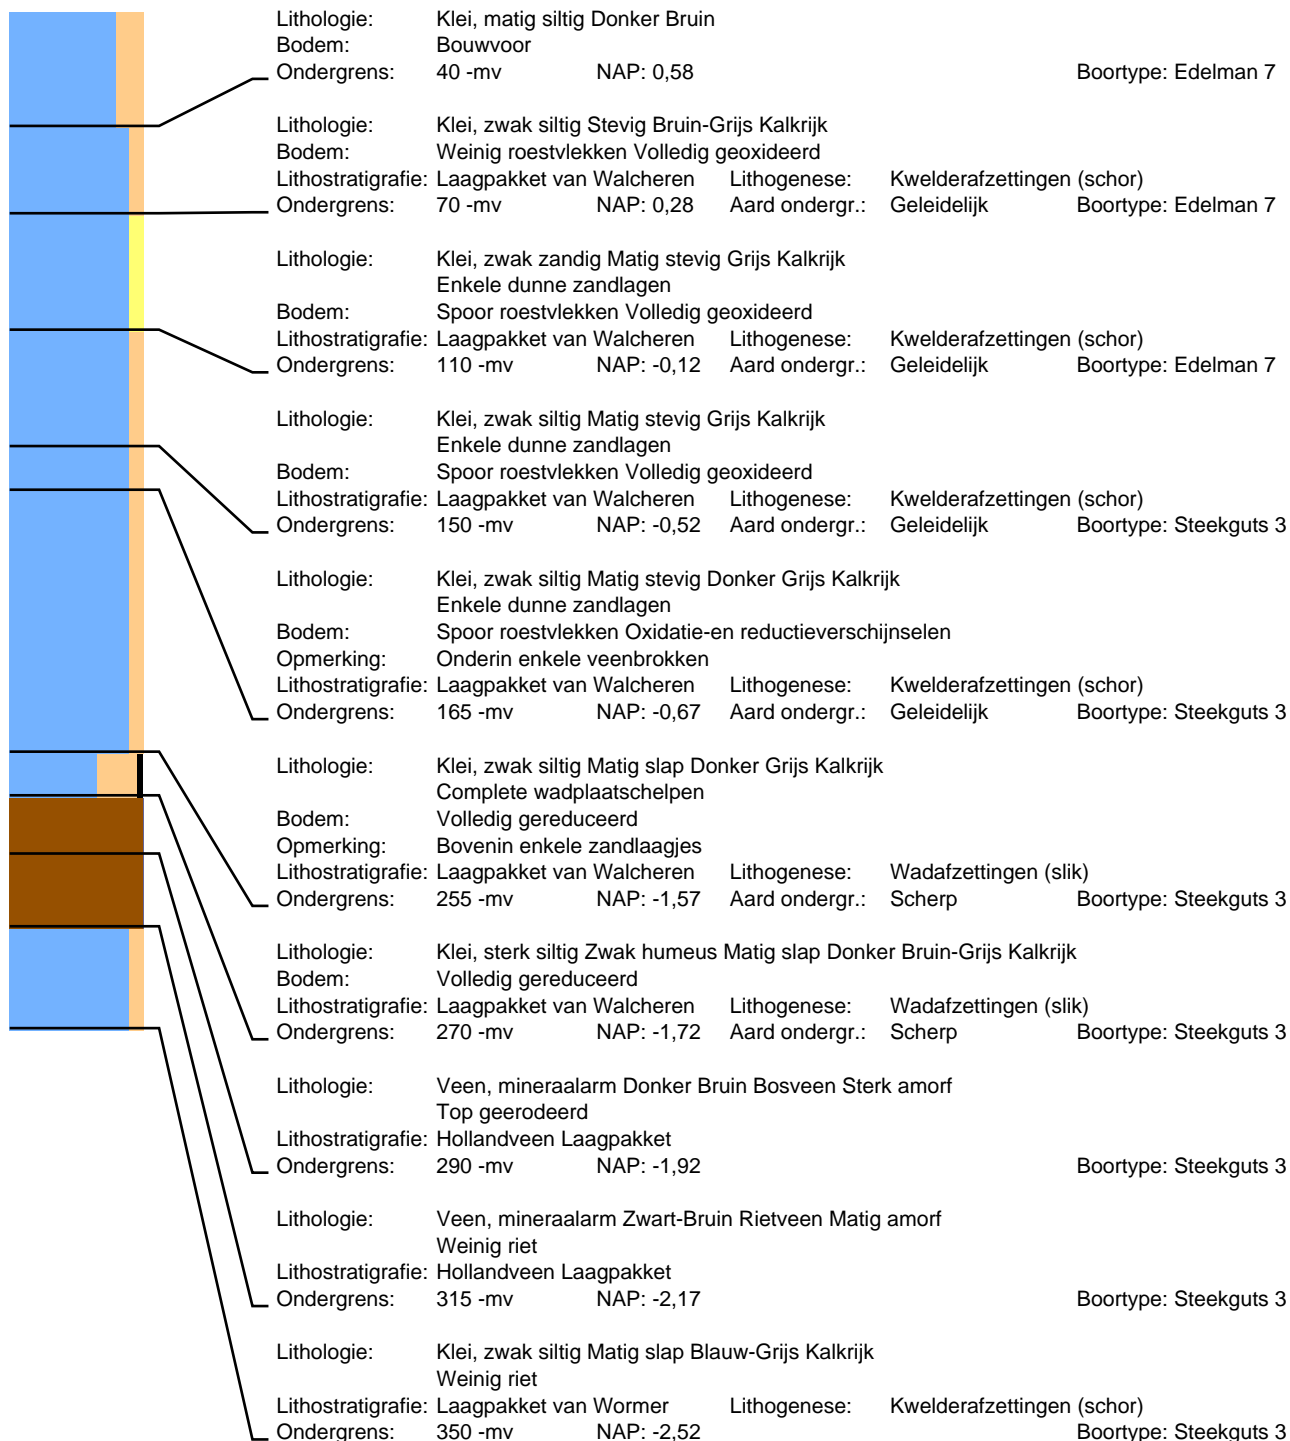 Lithologie: Klei, matig siltig Donker Bruin
Bodem: Bouwvoor
Ondergrens: 40 -mv NAP: 0,58 Boortype: Edelman 7
Lithologie: Klei, zwak siltig Stevig Bruin-Grijs Kalkrijk
Bodem: Weinig roestvlekken Volledig geoxideerd
Lithostratigrafie: Laagpakket van Walcheren Lithogenese: Kwelderafzettingen (schor)
Ondergrens: 70 -mv NAP: 0,28 Aard ondergr.: Geleidelijk Boortype: Edelman 7
Lithologie: Klei, zwak zandig Matig stevig Grijs Kalkrijk
Enkele dunne zandlagen
Bodem: Spoor roestvlekken Volledig geoxideerd
Lithostratigrafie: Laagpakket van Walcheren Lithogenese: Kwelderafzettingen (schor)
Ondergrens: 110 -mv NAP: -0,12 Aard ondergr.: Geleidelijk Boortype: Edelman 7
Lithologie: Klei, zwak siltig Matig stevig Grijs Kalkrijk
Enkele dunne zandlagen
Bodem: Spoor roestvlekken Volledig geoxideerd
Lithostratigrafie: Laagpakket van Walcheren Lithogenese: Kwelderafzettingen (schor)
Ondergrens: 150 -mv NAP: -0,52 Aard ondergr.: Geleidelijk Boortype: Steekguts 3
Lithologie: Klei, zwak siltig Matig stevig Donker Grijs Kalkrijk
Enkele dunne zandlagen
Bodem: Spoor roestvlekken Oxidatie-en reductieverschijnselen
Opmerking: Onderin enkele veenbrokken
Lithostratigrafie: Laagpakket van Walcheren Lithogenese: Kwelderafzettingen (schor)
Ondergrens: 165 -mv NAP: -0,67 Aard ondergr.: Geleidelijk Boortype: Steekguts 3
Lithologie: Klei, zwak siltig Matig slap Donker Grijs Kalkrijk
Complete wadplaatschelpen
Bodem: Volledig gereduceerd
Opmerking: Bovenin enkele zandlaagjes
Lithostratigrafie: Laagpakket van Walcheren Lithogenese: Wadafzettingen (slik)
Ondergrens: 255 -mv NAP: -1,57 Aard ondergr.: Scherp Boortype: Steekguts 3
Lithologie: Klei, sterk siltig Zwak humeus Matig slap Donker Bruin-Grijs Kalkrijk
Bodem: Volledig gereduceerd
Lithostratigrafie: Laagpakket van Walcheren Lithogenese: Wadafzettingen (slik)
Ondergrens: 270 -mv NAP: -1,72 Aard ondergr.: Scherp Boortype: Steekguts 3
Lithologie: Veen, mineraalarm Donker Bruin Bosveen Sterk amorf
Top geerodeerd
Lithostratigrafie: Hollandveen Laagpakket
Ondergrens: 290 -mv NAP: -1,92 Boortype: Steekguts 3
Lithologie: Veen, mineraalarm Zwart-Bruin Rietveen Matig amorf
Weinig riet
Lithostratigrafie: Hollandveen Laagpakket
Ondergrens: 315 -mv NAP: -2,17 Boortype: Steekguts 3
Lithologie: Klei, zwak siltig Matig slap Blauw-Grijs Kalkrijk
Weinig riet
Lithostratigrafie: Laagpakket van Wormer Lithogenese: Kwelderafzettingen (schor)
Ondergrens: 350 -mv NAP: -2,52 Boortype: Steekguts 3